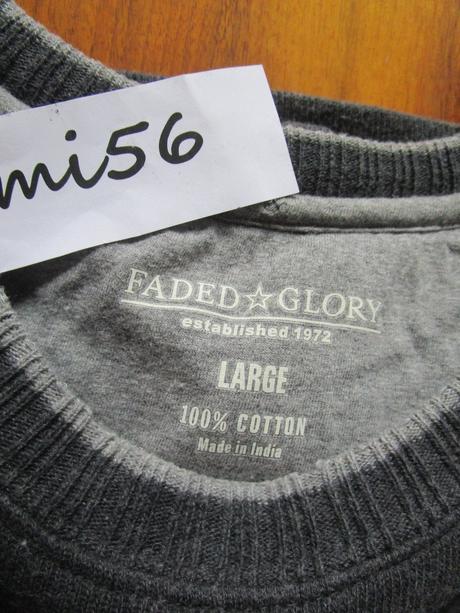 mi56
FADED ☆ GLORY
established 1972
LARGE
100% COTTON
Made in India